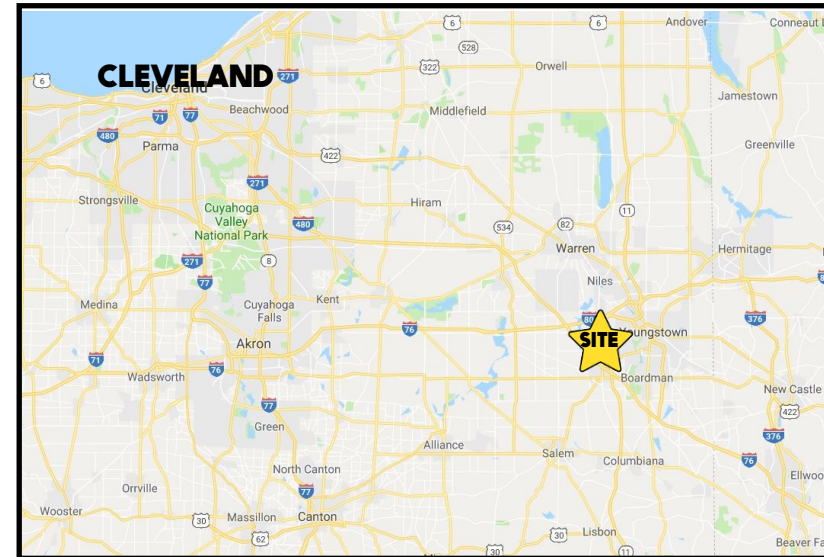 6
6
Andover
Conneaut L
528
CLEVELAND
Cleveland
271
322
Orwell
6
Jamestown
Beachwood
Middlefield
71
77
480
Parma
422
Greenville
271
Strongsville
Cuyahoga
Valley
National Park
Hiram
11
480
534
82
Warren
Hermitage
271
8
77
Niles
Medina
Cuyahoga
Falls
Kent
80
376
76
SITE
Youngstown
Akron
71
76
Wadsworth
Boardman
77
New Castle
422
Green
376
Alliance
Salem
Columbiana
76
North Canton
Ellwoo
Orrville
77
Wooster
30
Massillon
Canton
62
30
Lisbon
30
11
Beaver Fa